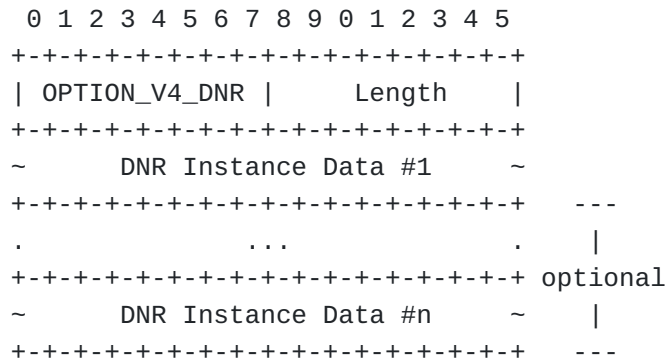 0 1 2 3 4 5 6 7 8 9 0 1 2 3 4 5
+-+-+-+-+-+-+-+-+-+-+-+-+-+-+-+-+
| OPTION_V4_DNR |     Length    |
+-+-+-+-+-+-+-+-+-+-+-+-+-+-+-+-+
~      DNR Instance Data #1     ~
+-+-+-+-+-+-+-+-+-+-+-+-+-+-+-+-+   ---
.              ...              .    |
+-+-+-+-+-+-+-+-+-+-+-+-+-+-+-+-+ optional
~      DNR Instance Data #n     ~    |
+-+-+-+-+-+-+-+-+-+-+-+-+-+-+-+-+   ---